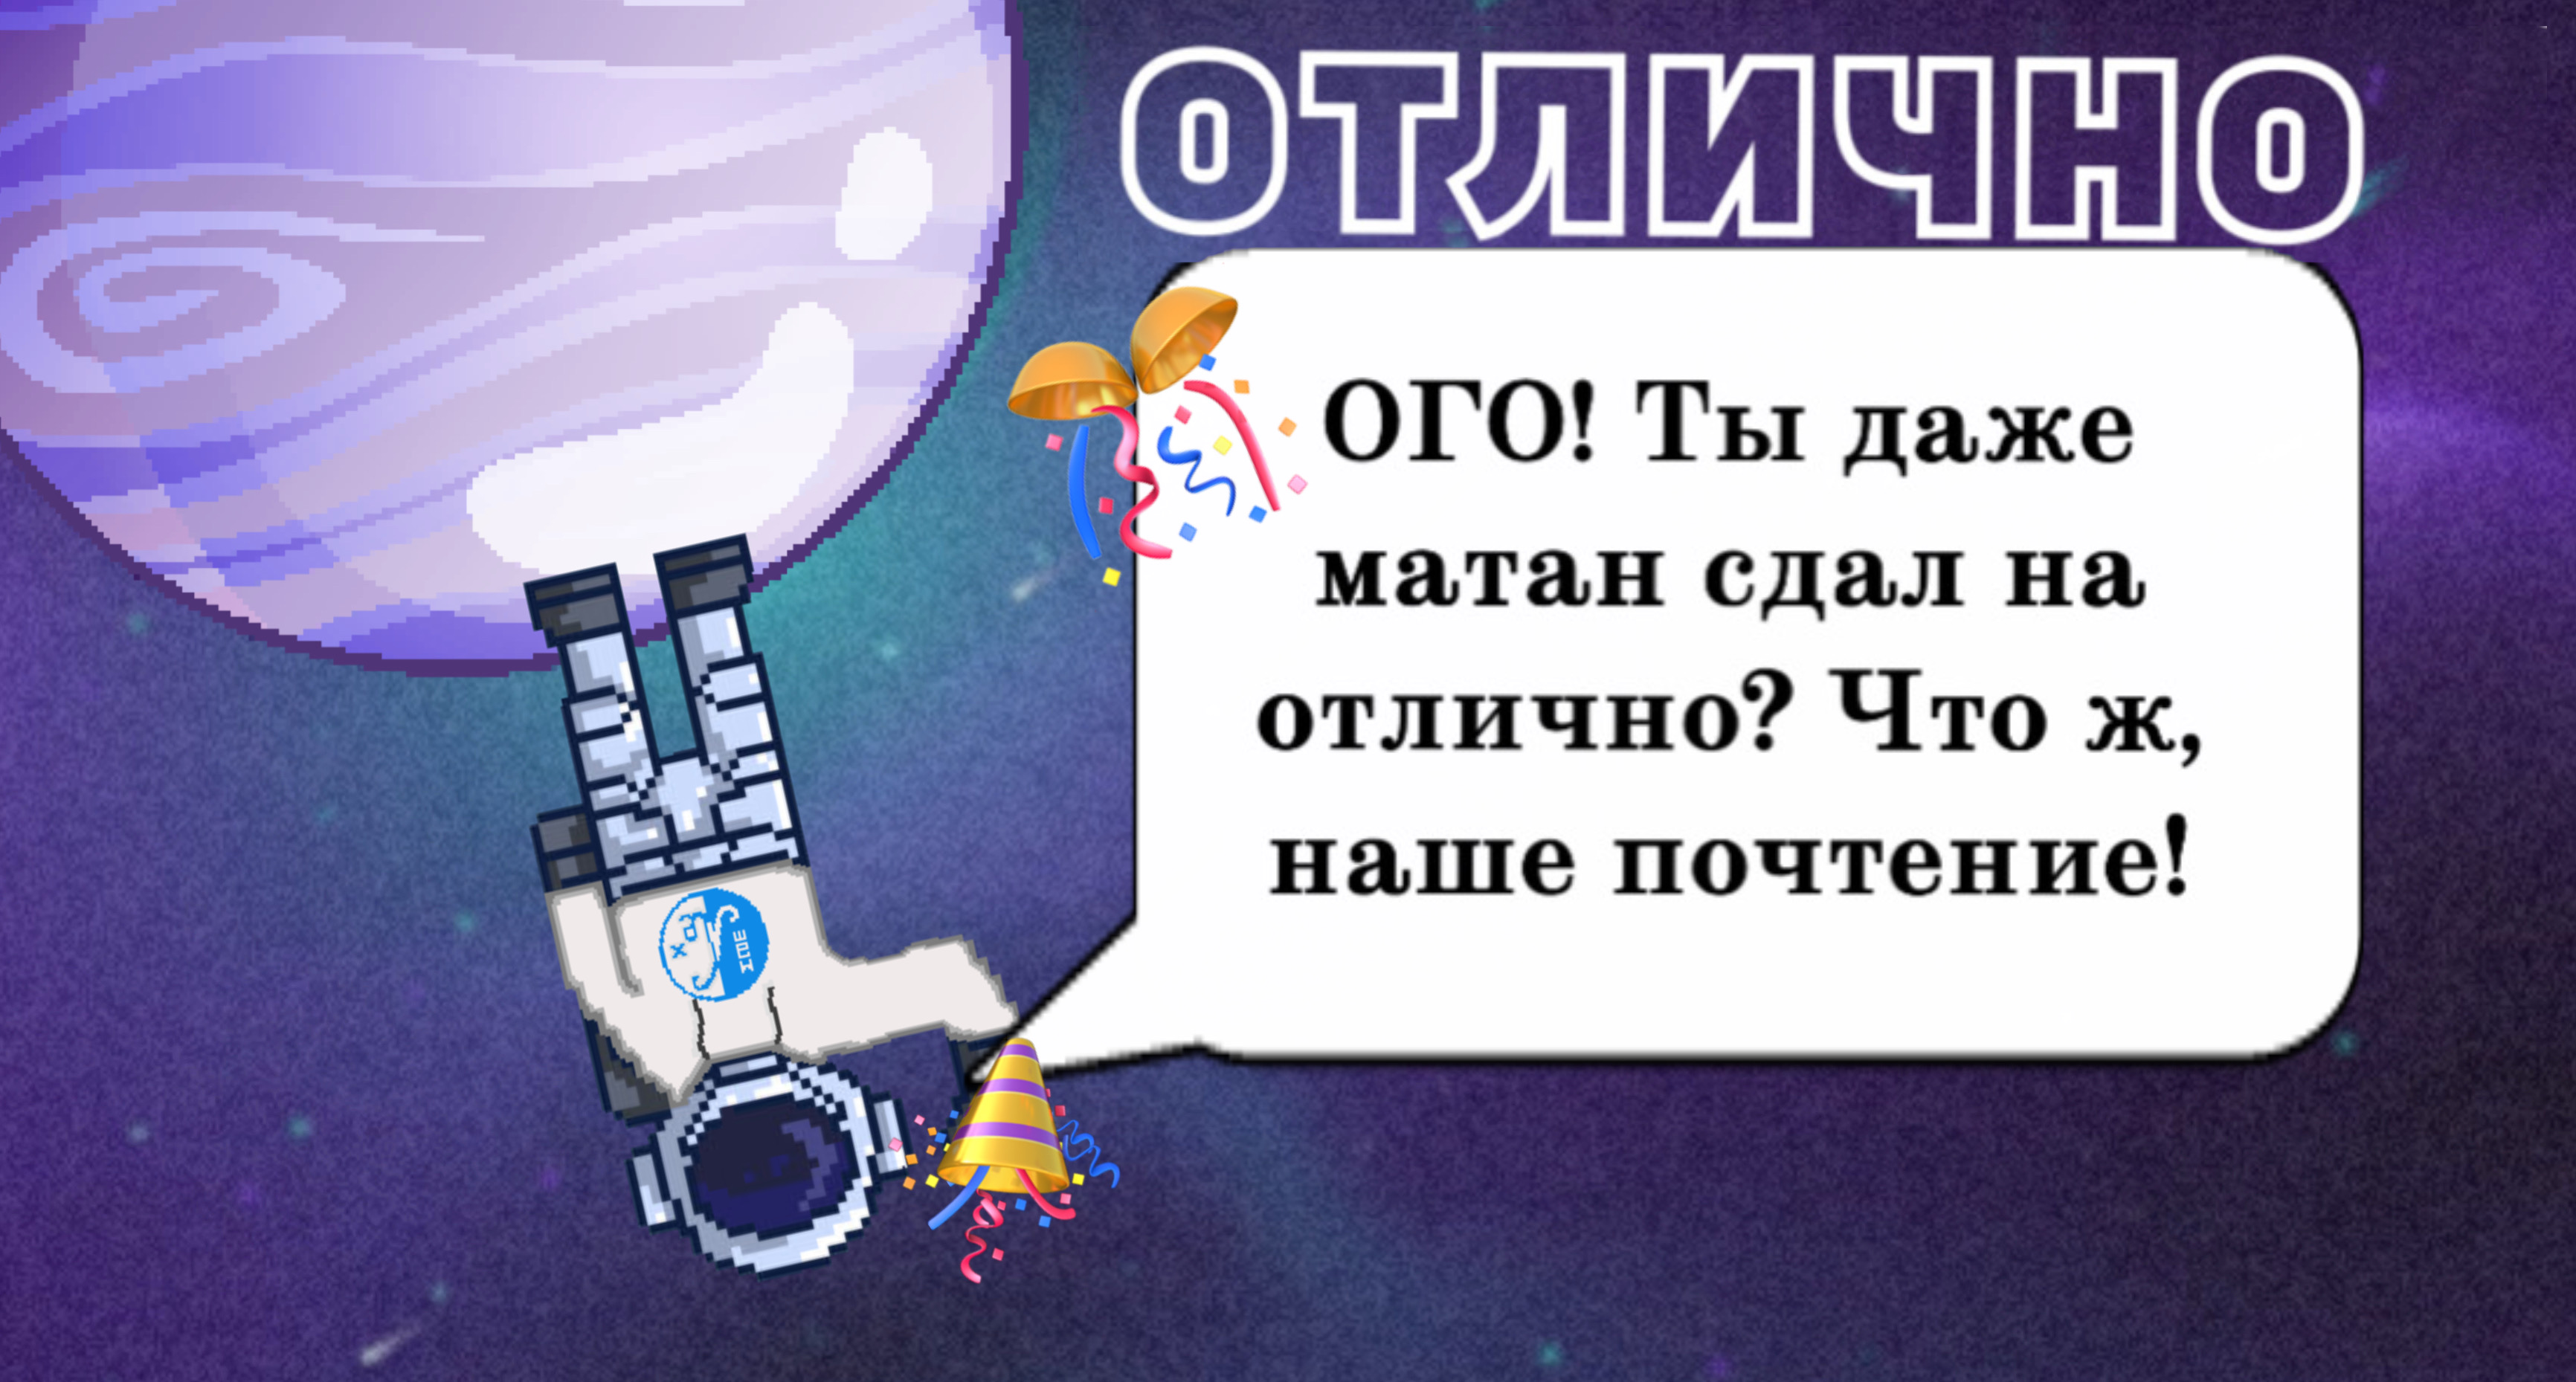 ОТЛИЧНО
ОГО! Ты даже
матан сдал на
отлично? Что ж,
наше почтение!